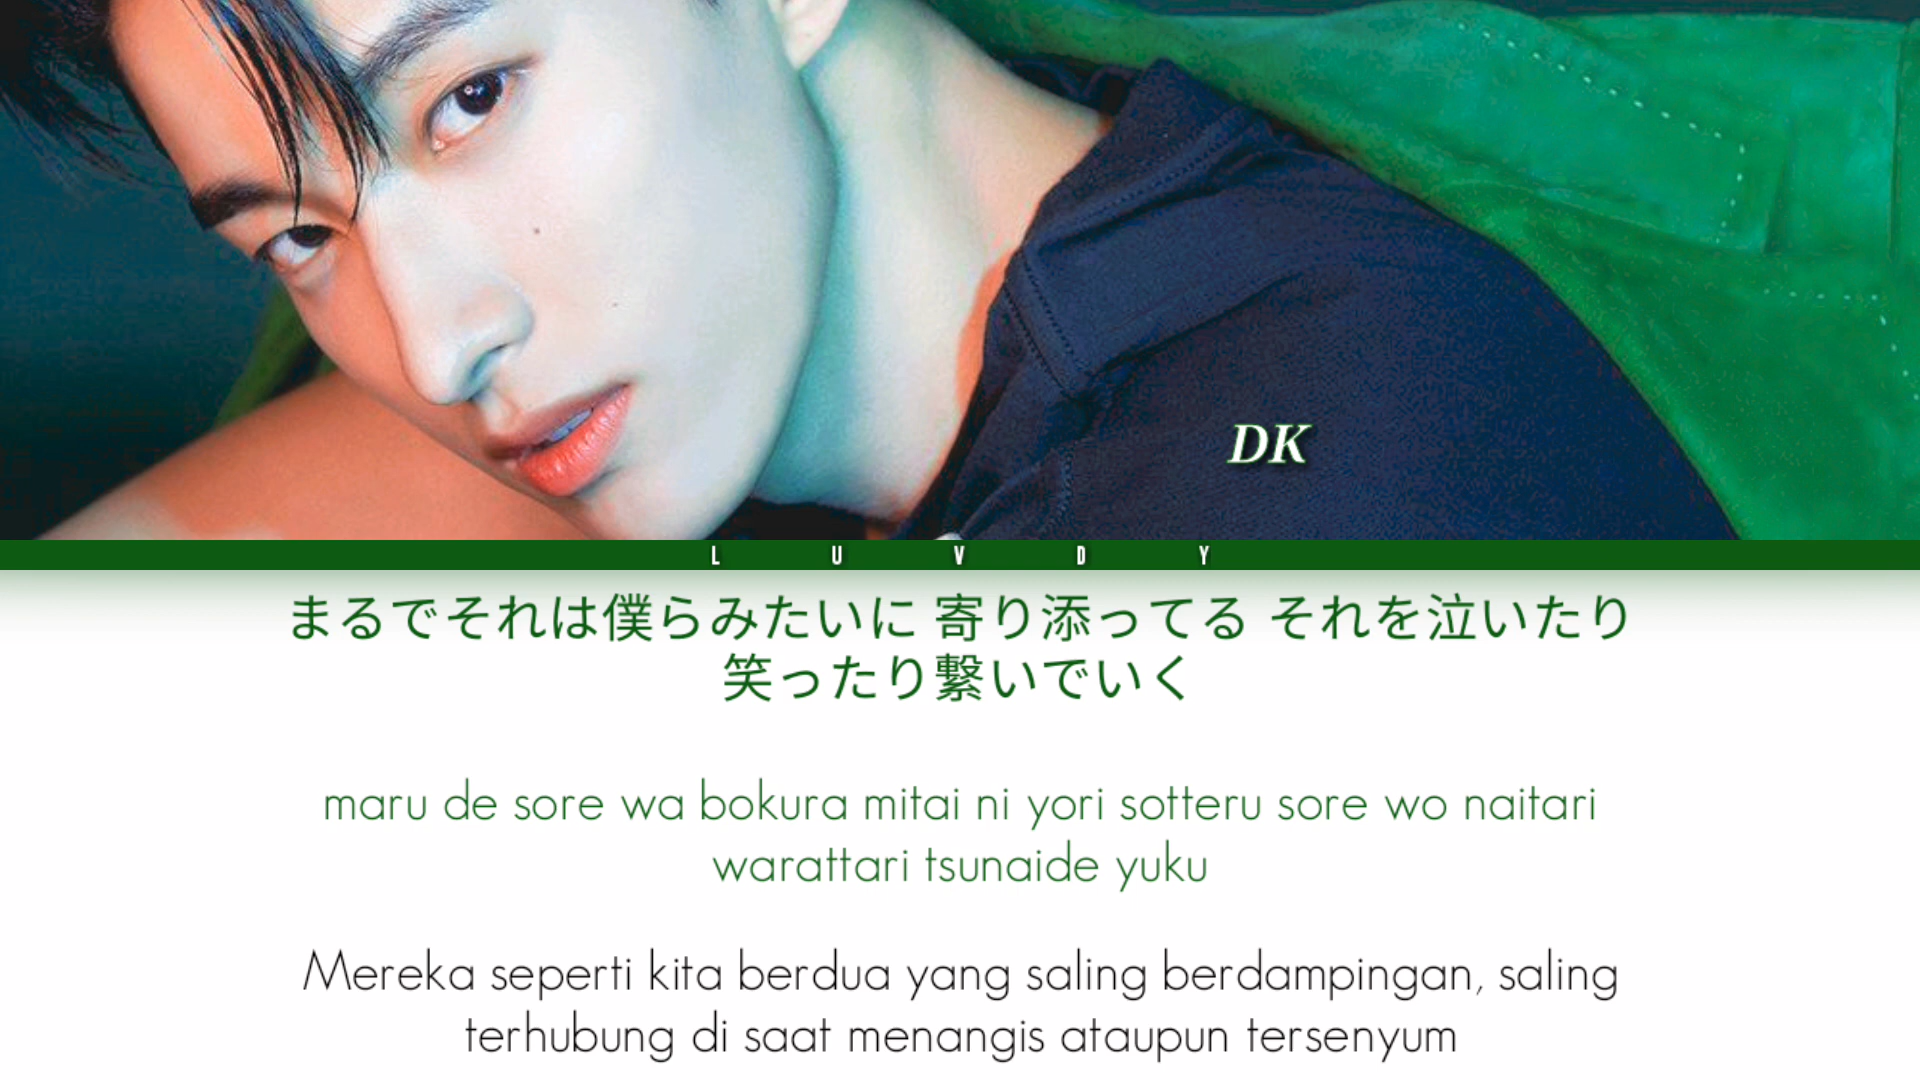 DK
LUVDY
まるでそれは僕らみたいに 寄り添ってる それを泣いたり
笑ったり繋いでいく
maru de sore wa bokura mitai ni yori sotteru sore wo naitari
warattari tsunaide yuku
Mereka seperti kita berdua yang saling berdampingan, saling
terhubung di saat menangis ataupun tersenyum